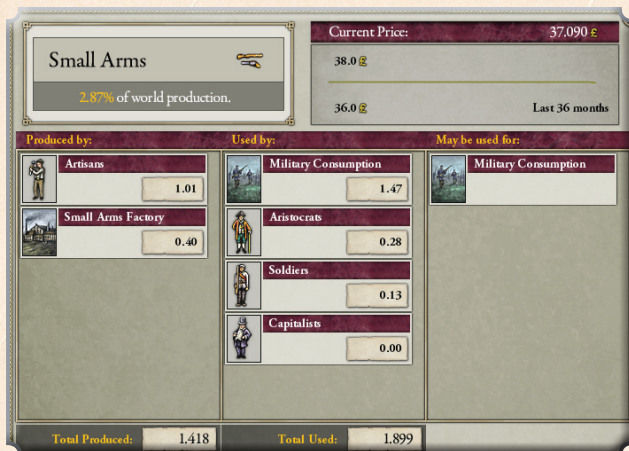 Small Arms
2.87% of world production.
Current Price: 37.090 £
38.0 £
36.0 £ Last 36 months
Produced by:
Artisans
1.01
Small Arms Factory
0.40
Used by:
Military Consumption
1.47
Aristocrats
0.28
Soldiers
0.13
Capitalists
0.00
May be used for:
Military Consumption
Total Produced: 1.418
Total Used: 1.899